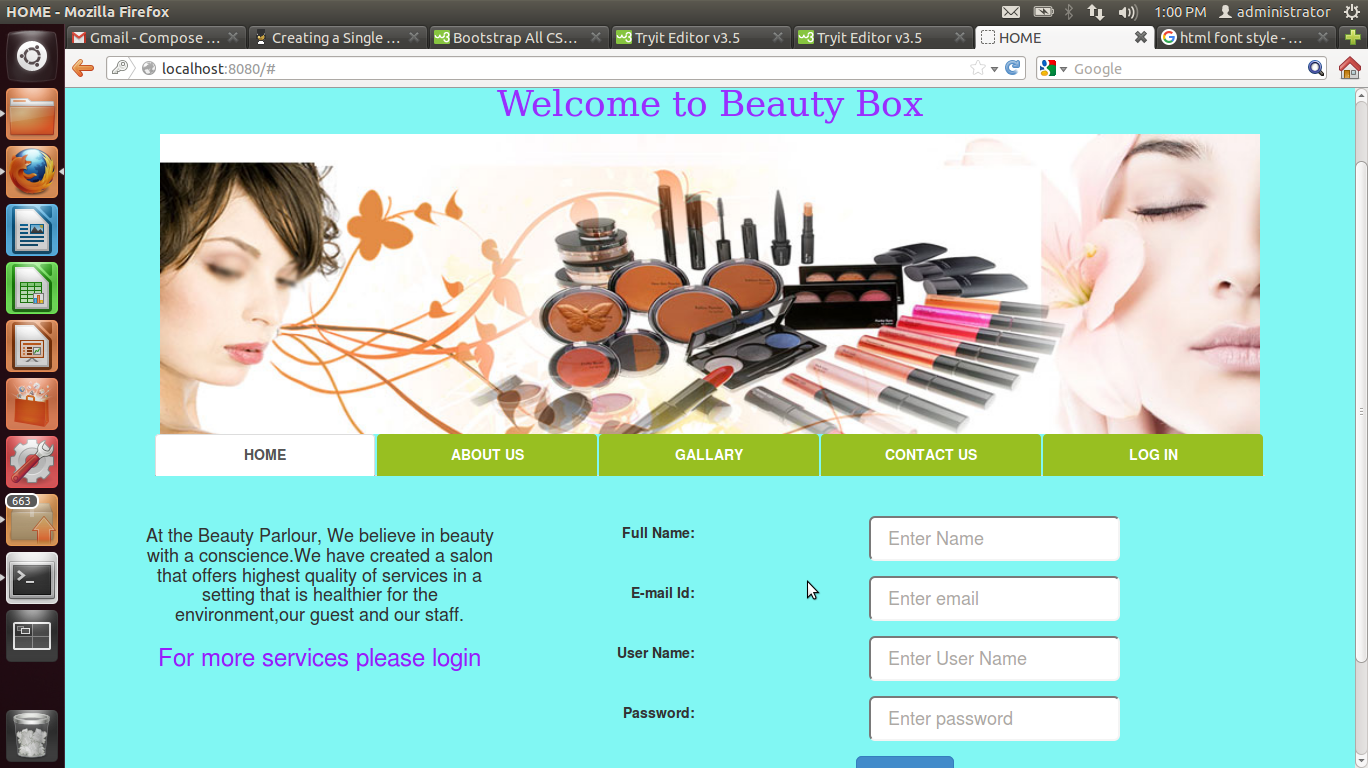 HOME - Mozilla Firefox
1:00 PM administrator
Gmail - Compose ...
Creating a Single ...
Bootstrap All CS...
Tryit Editor v3.5
Tryit Editor v3.5
HOME
html font style - ...
localhost:8080/#
Google
Welcome to Beauty Box
HOME
ABOUT US
GALLARY
CONTACT US
LOG IN
663
At the Beauty Parlour, We believe in beauty
with a conscience.We have created a salon
that offers highest quality of services in a
setting that is healthier for the
environment,our guest and our staff.
For more services please login
Full Name:
Enter Name
E-mail Id:
Enter email
User Name:
Enter User Name
Password:
Enter password